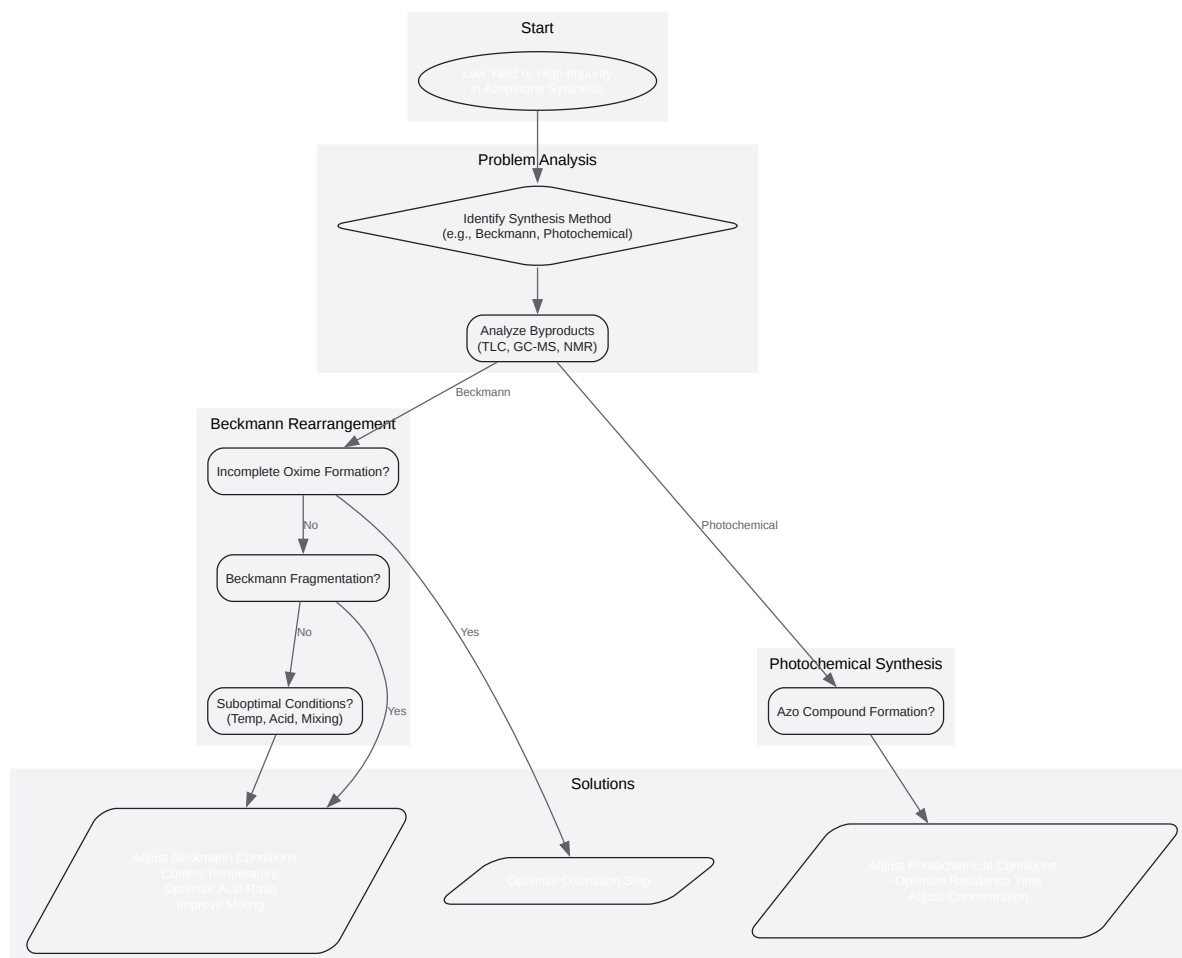 Start
Low Yield or High Impurity
in Azepinone Synthesis
Problem Analysis
Identify Synthesis Method
(e.g., Beckmann, Photochemical)
Analyze Byproducts
(TLC, GC-MS, NMR)
Beckmann
Beckmann Rearrangement
Incomplete Oxime Formation?
No
Photochemical
Beckmann Fragmentation?
No
Yes
Photochemical Synthesis
Suboptimal Conditions?
(Temp, Acid, Mixing)
Yes
Azo Compound Formation?
Solutions
Adjust Beckmann Conditions:
- Control Temperature
- Optimize Acid Ratio
- Improve Mixing
Optimize Oximation Step
Adjust Photochemical Conditions:
- Optimize Residence Time
- Adjust Concentration